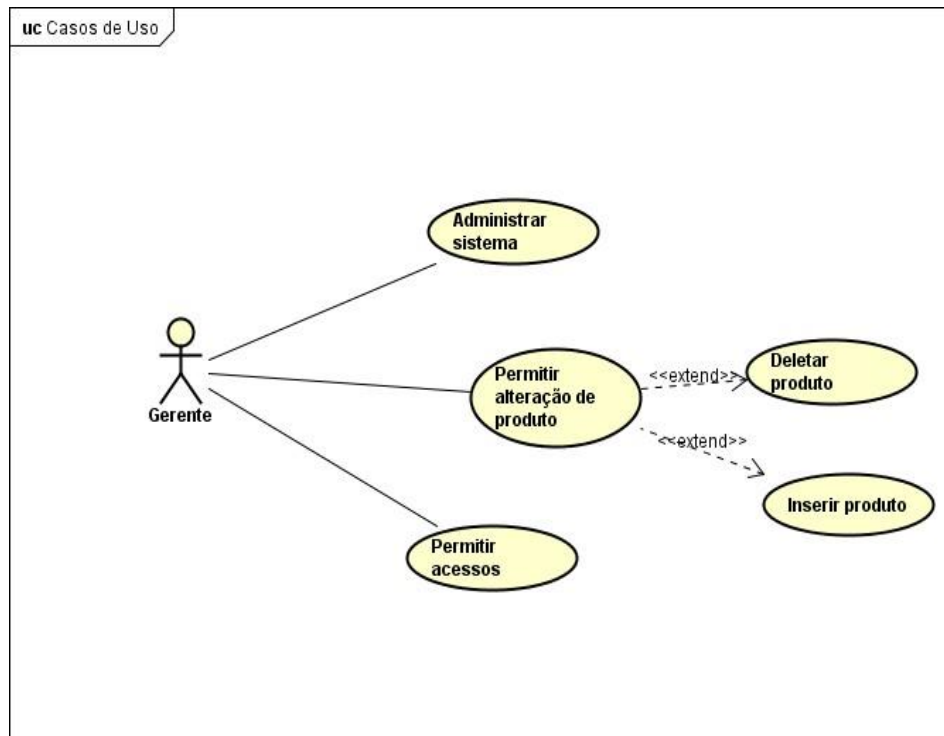 uc Casos de Uso
Administrar
sistema
Gerente
Permitir
alteração de
produto
<<extend>>
Deletar
produto
<<extend>>
Inserir produto
Permitir
acessos